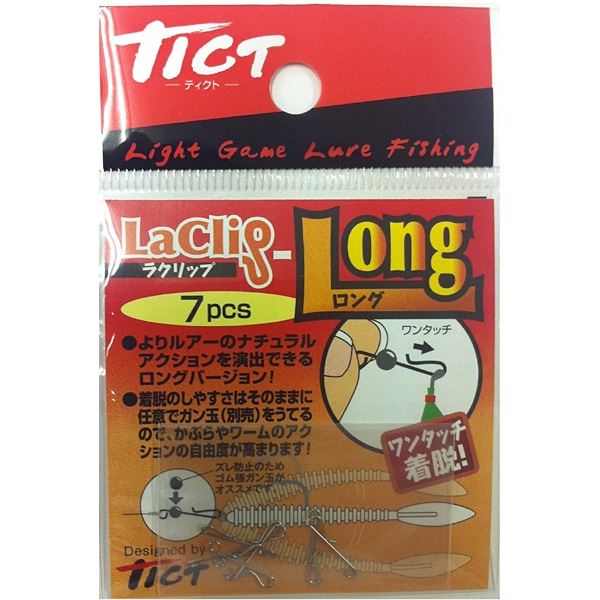 TICT
ティクト
Light Game Lure Fishing
LaClip-Long
ラクリップ
ロング
7pcs
ワンタッチ
●よりルアーのナチュラル
アクションを演出できる
ロングバージョン!
●着脱のしやすさはそのままに
任意でガン玉(別売)をうてる
ので、かぶらやワームのアク
ションの自由度が高まります!
ワンタッチ
着脱!
ズレ防止のため
ゴム張ガン玉が
オススメです
Designed by
TICT